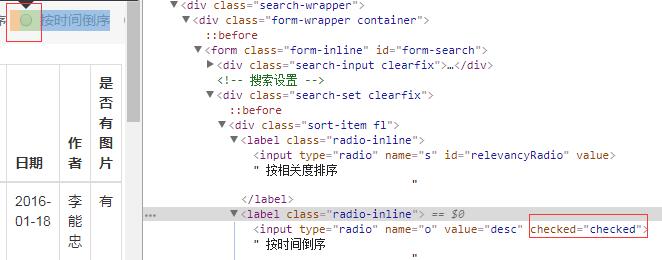 序
按时间倒序
日期
作者
是否有图片
2016-01-18
李能忠
有
▼<div class="search-wrapper">
▼<div class="form-wrapper container">
::before
▼<form class="form-inline" id="form-search">
▶<div class="search-input clearfix">…</div>
<!-- 搜索设置 -->
▼<div class="search-set clearfix">
::before
▼<div class="sort-item fl">
▼<label class="radio-inline">
<input type="radio" name="s" id="relevancyRadio" value>
" 按相关度排序
"
</label>
… ▼<label class="radio-inline"> == $0
<input type="radio" name="o" value="desc" checked="checked">
" 按时间倒序
"